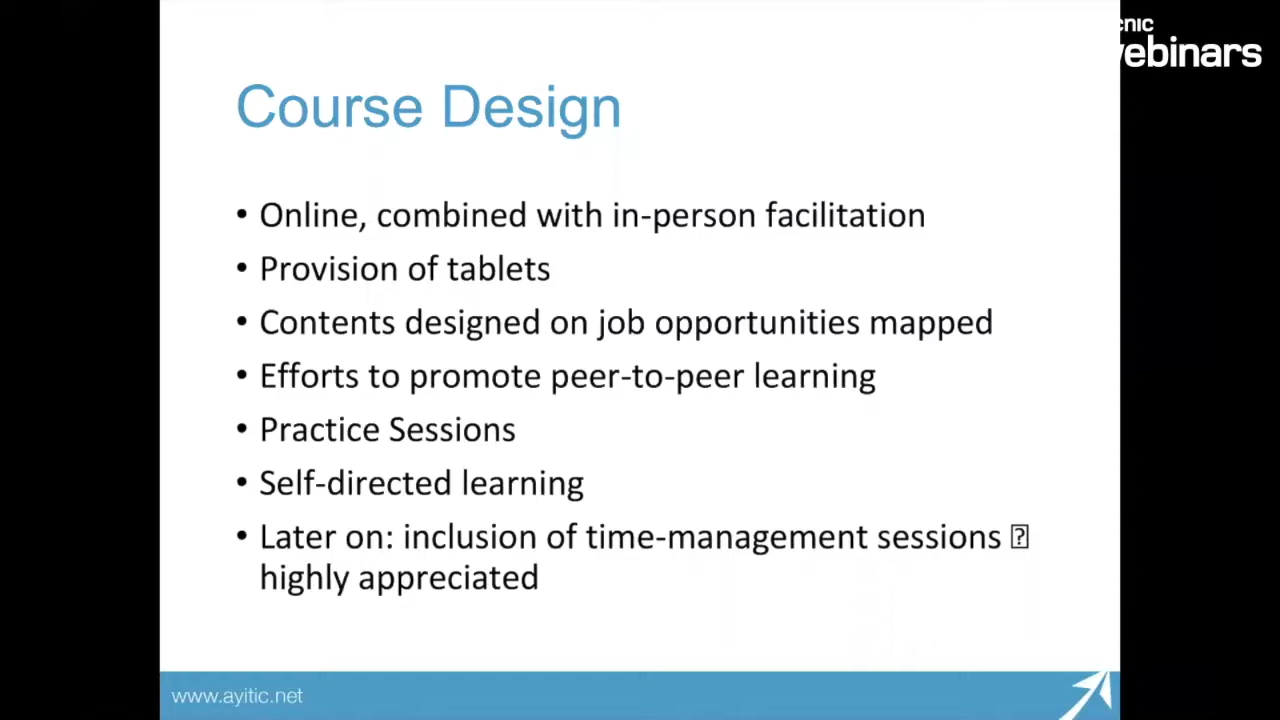 cnic
webinars
Course Design
• Online, combined with in-person facilitation
• Provision of tablets
• Contents designed on job opportunities mapped
• Efforts to promote peer-to-peer learning
• Practice Sessions
• Self-directed learning
• Later on: inclusion of time-management sessions ⍰
highly appreciated
www.ayitic.net